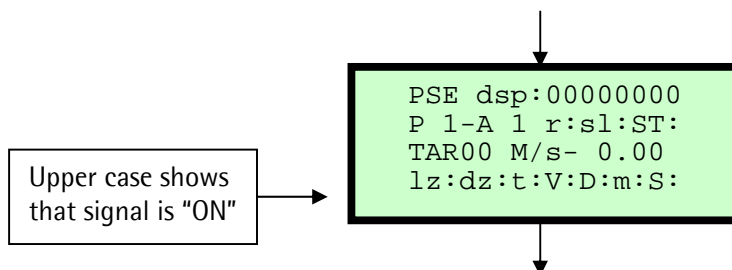 PSE dsp:00000000
P 1-A 1 r:sl:ST:
TAR00 M/s- 0.00
lz:dz:t:V:D:m:S:
Upper case shows
that signal is “ON”